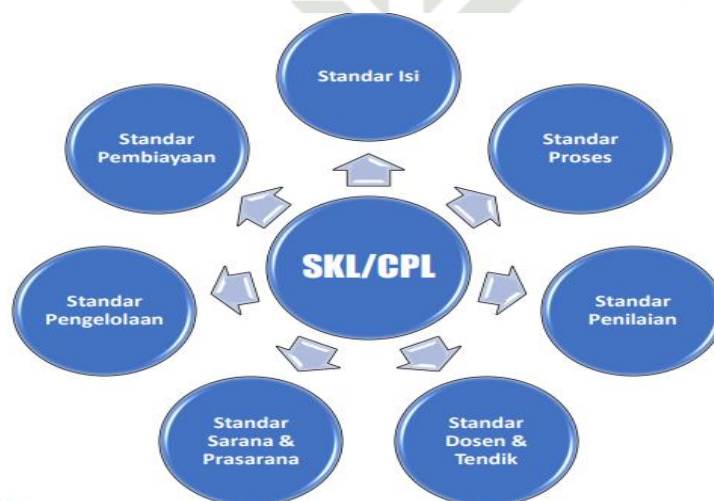 Standar Isi
Standar
Pembiayaan
Standar
Proses
SKL/CPL
Standar
Pengelolaan
Standar
Penilaian
Standar
Sarana &
Prasarana
Standar
Dosen &
Tendik